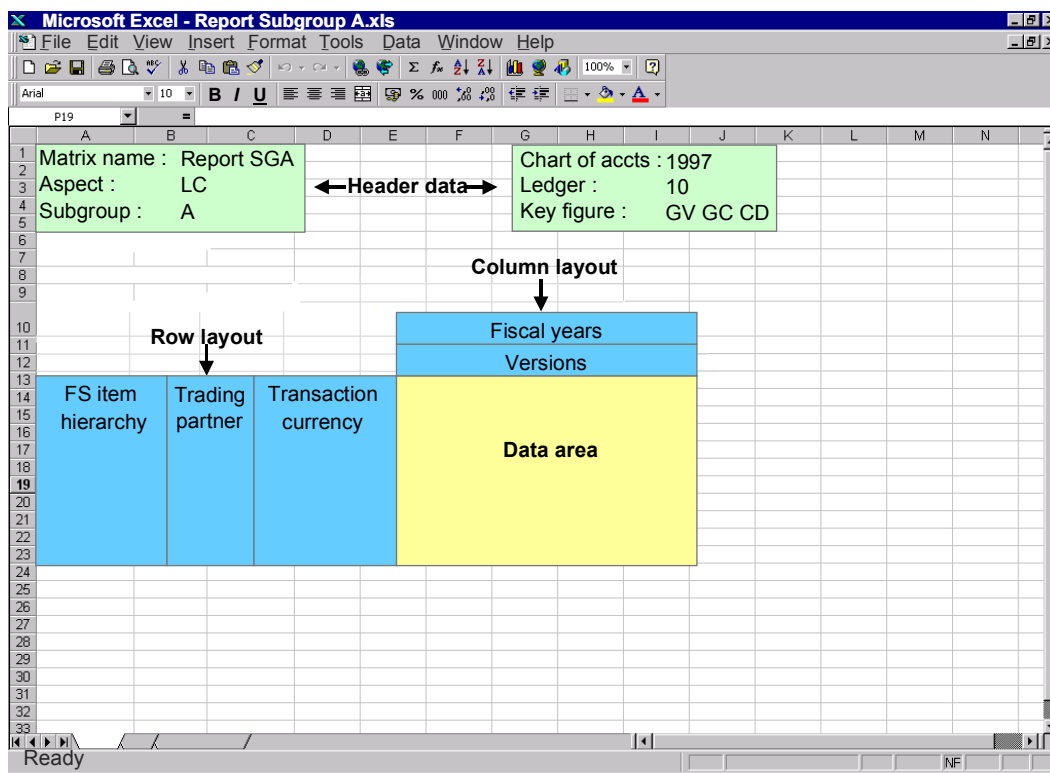 Microsoft Excel - Report Subgroup A.xls
File Edit View Insert Format Tools Data Window Help
100%
Arial 10 B I U % 000
P19 =
A B C D E F G H I J K L M N
1
2
3
4
5
6
7
8
9
10
11
12
13
14
15
16
17
18
19
20
21
22
23
24
25
26
27
28
29
30
31
32
33
Matrix name : Report SGA
Aspect : LC
Subgroup : A
Header data
Chart of accts : 1997
Ledger : 10
Key figure : GV GC CD
Column layout
Fiscal years
Versions
Row layout
FS item hierarchy
Trading partner
Transaction currency
Data area
Ready
NF